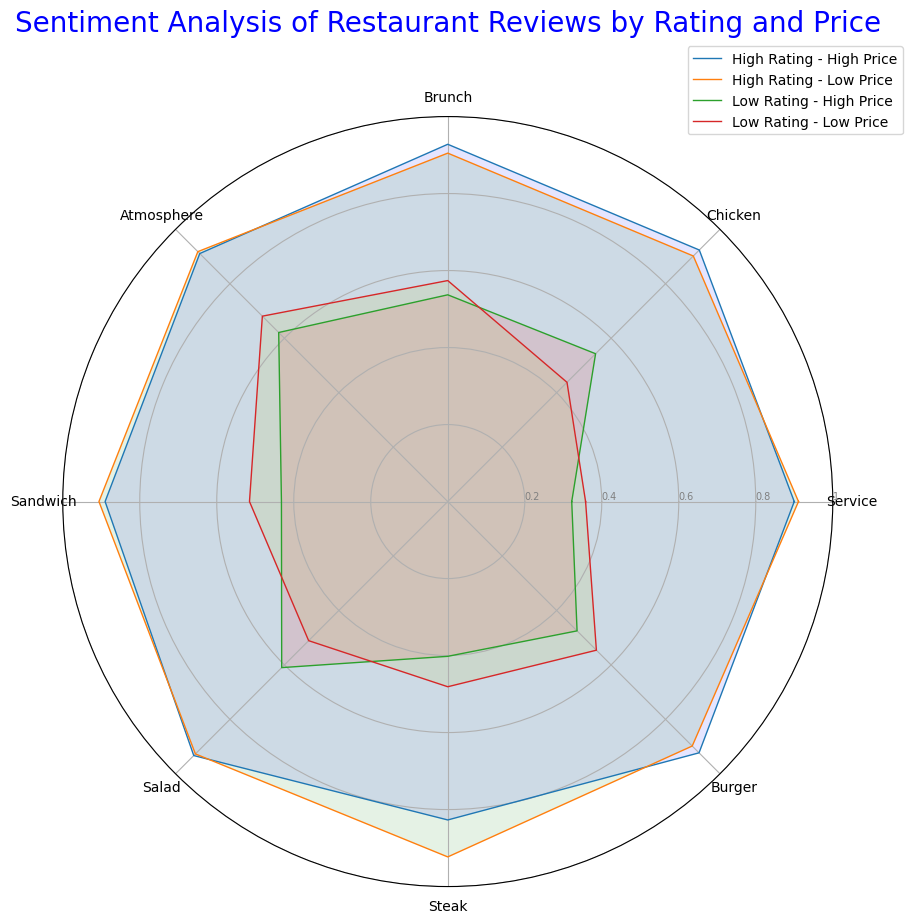 Sentiment Analysis of Restaurant Reviews by Rating and Price
High Rating - High Price
High Rating - Low Price
Low Rating - High Price
Low Rating - Low Price
Brunch
Atmosphere
Chicken
Sandwich
0.2
0.4
0.6
0.8
1
Service
Salad
Burger
Steak